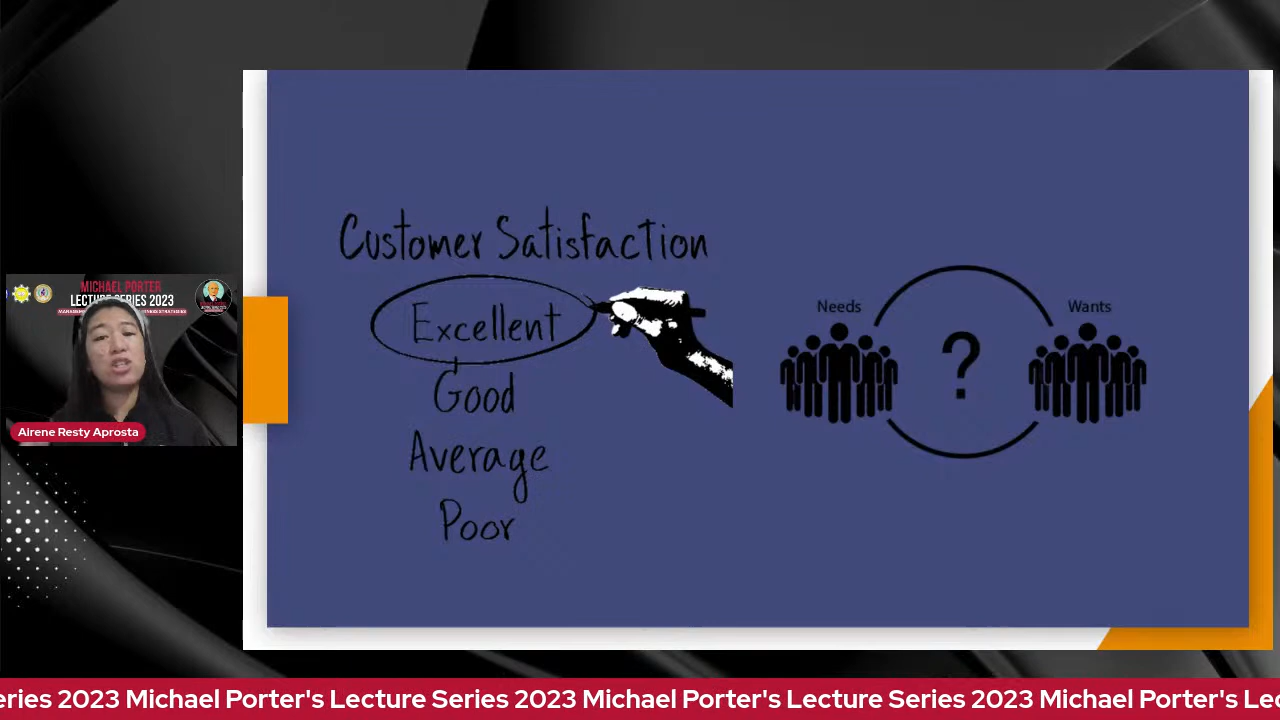 MICHAEL PORTER
LECTURE SERIES 2023
Airene Resty Aprosta
Customer Satisfaction
Excellent
Good
Average
Poor
Needs
Wants
?
eries 2023 Michael Porter's Lecture Series 2023 Michael Porter's Lecture Series 2023 Michael Porter's Lec